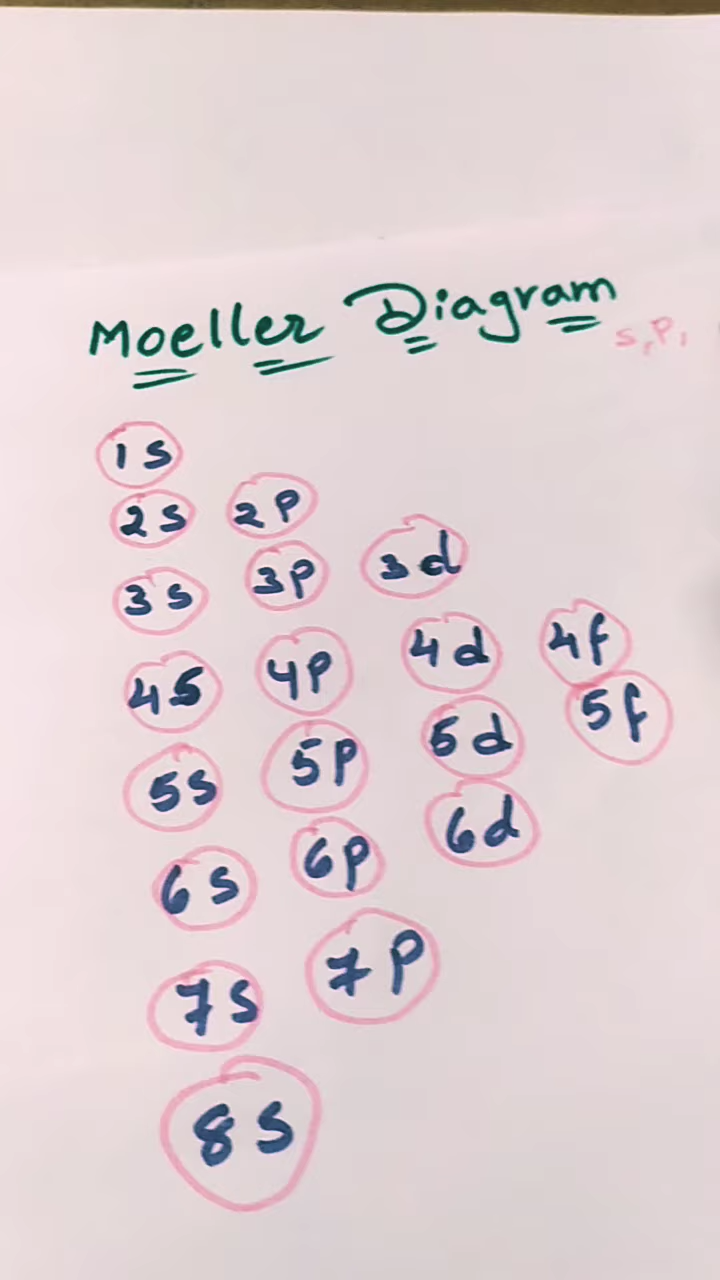 Moeller Diagram
s, p,
1s
2s 2p
3s 3p 3d
4s 4p 4d 4f
5s 5p 5d 5f
6s 6p 6d
7s 7p
8s